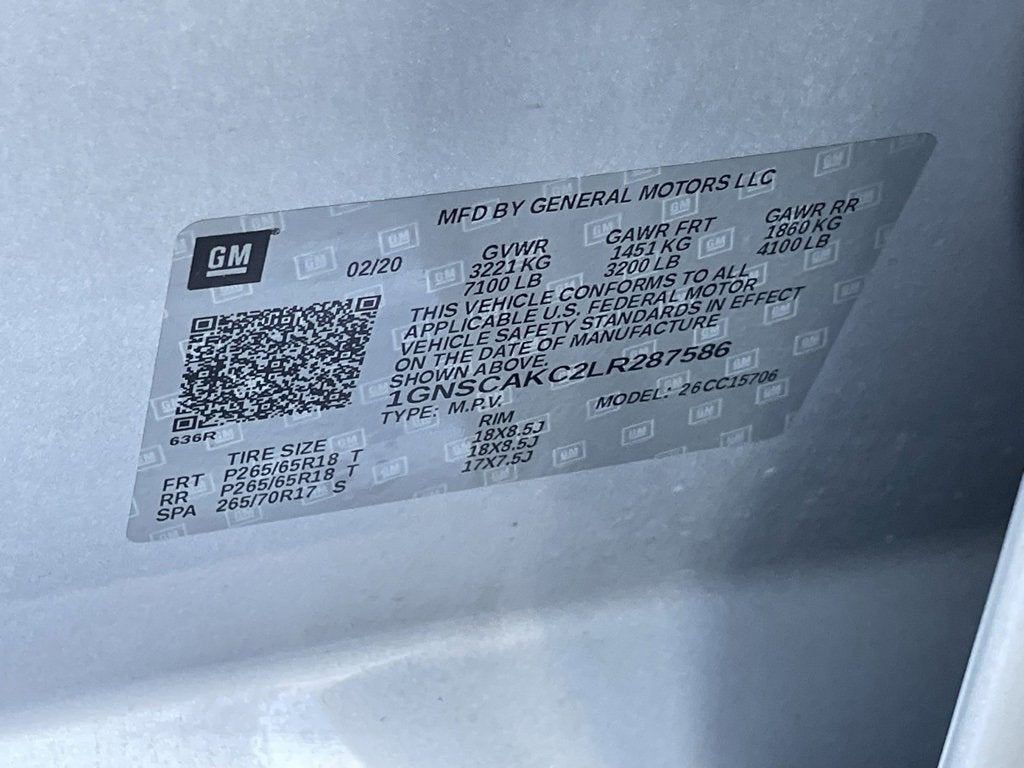 MFD BY GENERAL MOTORS LLC
GM
02/20
GVWR GAWR FRT GAWR RR
3221 KG 1451 KG 1860 KG
7100 LB 3200 LB 4100 LB
THIS VEHICLE CONFORMS TO ALL
APPLICABLE U.S. FEDERAL MOTOR
VEHICLE SAFETY STANDARDS IN EFFECT
ON THE DATE OF MANUFACTURE
SHOWN ABOVE.
1GNSCAKC2LR287586
TYPE: M.P.V. MODEL: 26CC15706
636R
TIRE SIZE RIM
FRT P265/65R18 T 18X8.5J
RR P265/65R18 T 18X8.5J
SPA 265/70R17 S 17X7.5J